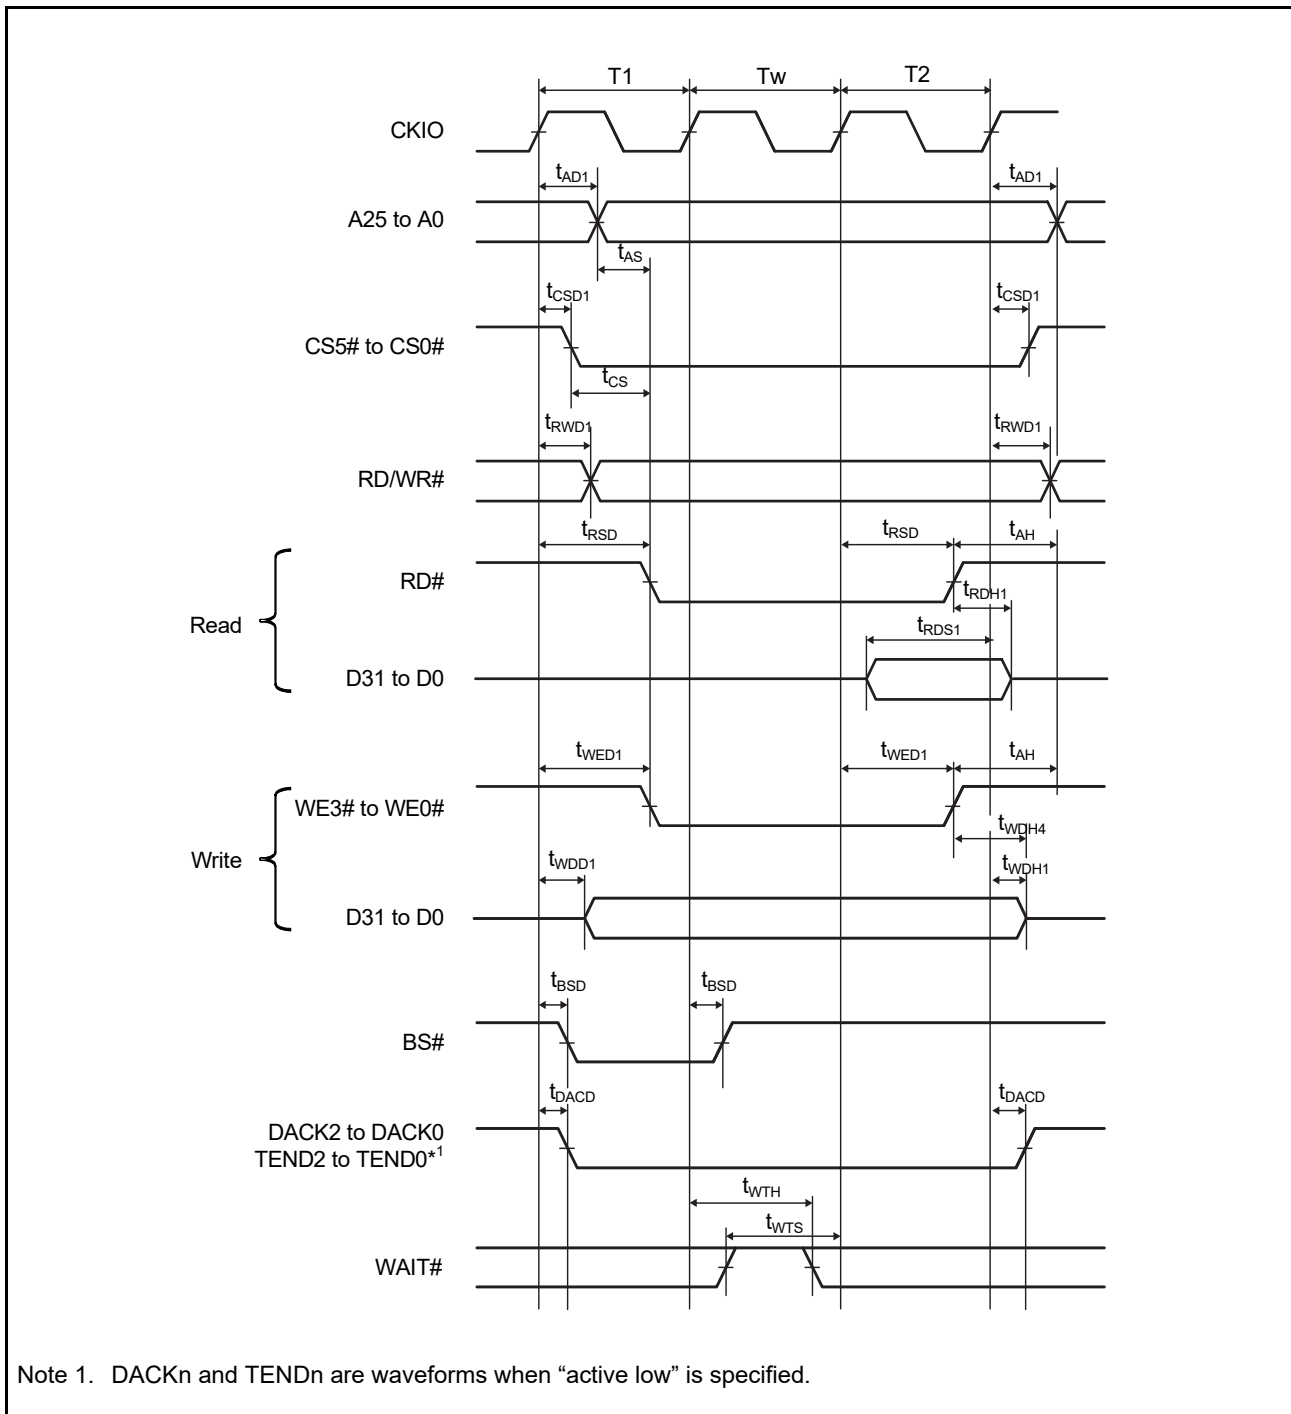 T1 Tw T2
CKIO
tAD1 tAD1
A25 to A0
tAS
tCSD1 tCSD1
CS5# to CS0#
tCS
tRWD1 tRWD1
RD/WR#
tRSD tRSD tAH
RD#
tRDH1
Read
tRDS1
D31 to D0
tWED1 tWED1 tAH
WE3# to WE0#
tWDH4
Write
tWDD1 tWDH1
D31 to D0
tBSD tBSD
BS#
tDACD tDACD
DACK2 to DACK0
TEND2 to TEND0*1
tWTH
tWTS
WAIT#
Note 1. DACKn and TENDn are waveforms when “active low” is specified.